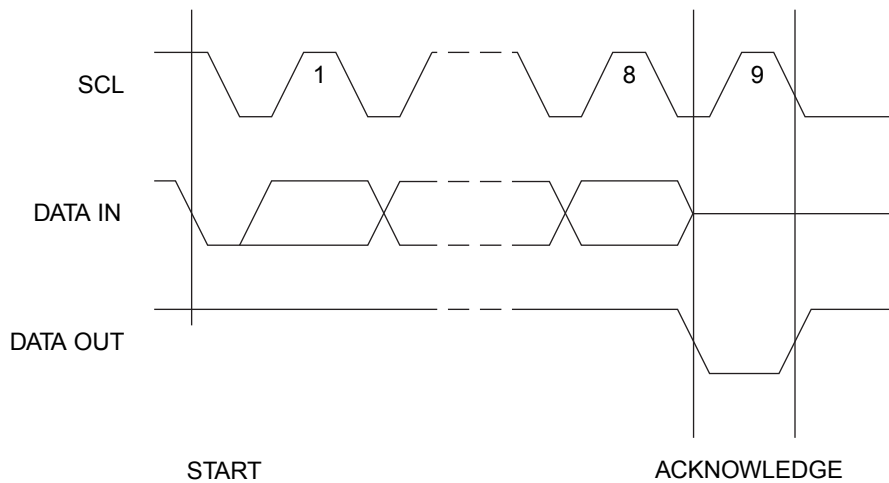 SCL
1
8
9
DATA IN
DATA OUT
START
ACKNOWLEDGE